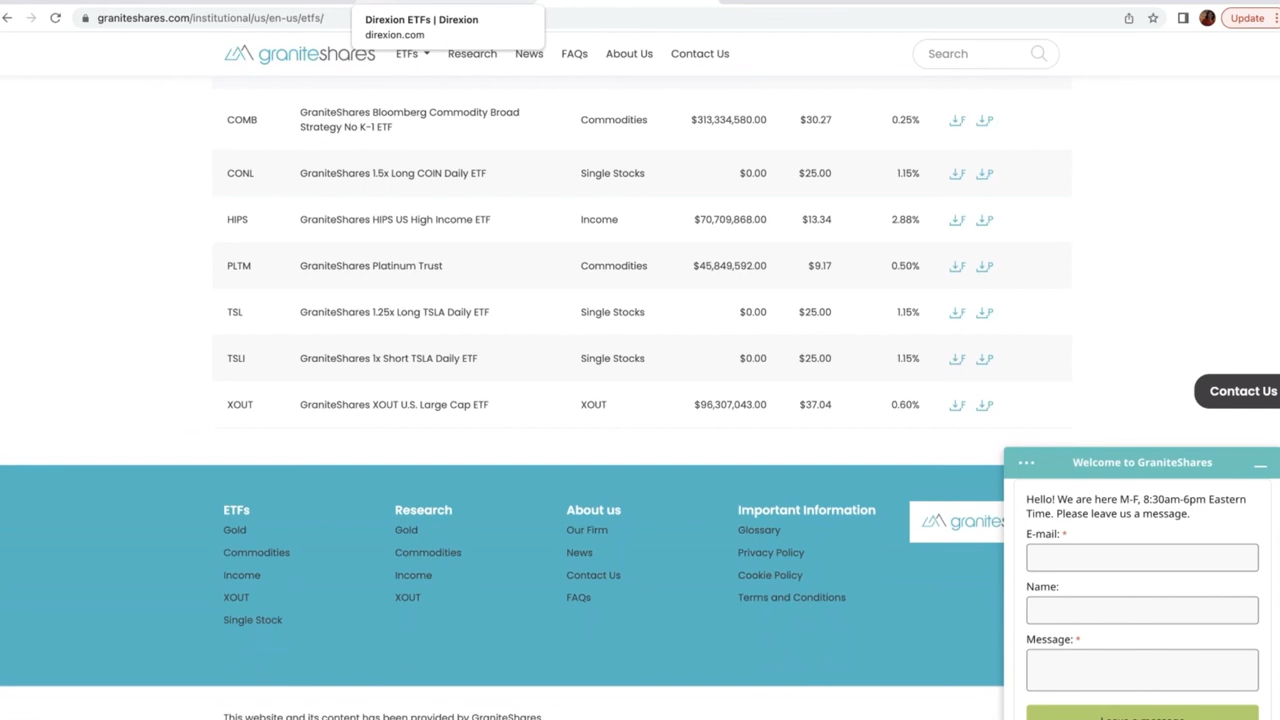 graniteshares.com/institutional/us/en-us/etfs/
Update
Direxion ETFs | Direxion
direxion.com
graniteshares
ETFs
Research
News
FAQs
About Us
Contact Us
Search
COMB
GraniteShares Bloomberg Commodity Broad
Strategy No K-1 ETF
Commodities
$313,334,580.00
$30.27
0.25%
F
P
CONL
GraniteShares 1.5x Long COIN Daily ETF
Single Stocks
$0.00
$25.00
1.15%
F
P
HIPS
GraniteShares HIPS US High Income ETF
Income
$70,709,868.00
$13.34
2.88%
F
P
PLTM
GraniteShares Platinum Trust
Commodities
$45,849,592.00
$9.17
0.50%
F
P
TSL
GraniteShares 1.25x Long TSLA Daily ETF
Single Stocks
$0.00
$25.00
1.15%
F
P
TSLI
GraniteShares 1x Short TSLA Daily ETF
Single Stocks
$0.00
$25.00
1.15%
F
P
XOUT
GraniteShares XOUT U.S. Large Cap ETF
XOUT
$96,307,043.00
$37.04
0.60%
F
P
Contact Us
ETFs
Gold
Commodities
Income
XOUT
Single Stock
Research
Gold
Commodities
Income
XOUT
About us
Our Firm
News
Contact Us
FAQs
Important Information
Glossary
Privacy Policy
Cookie Policy
Terms and Conditions
granites
Welcome to GraniteShares
Hello! We are here M-F, 8:30am-6pm Eastern
Time. Please leave us a message.
E-mail: *
Name:
Message: *
Leave a message
This website and its content has been provided by GraniteShares